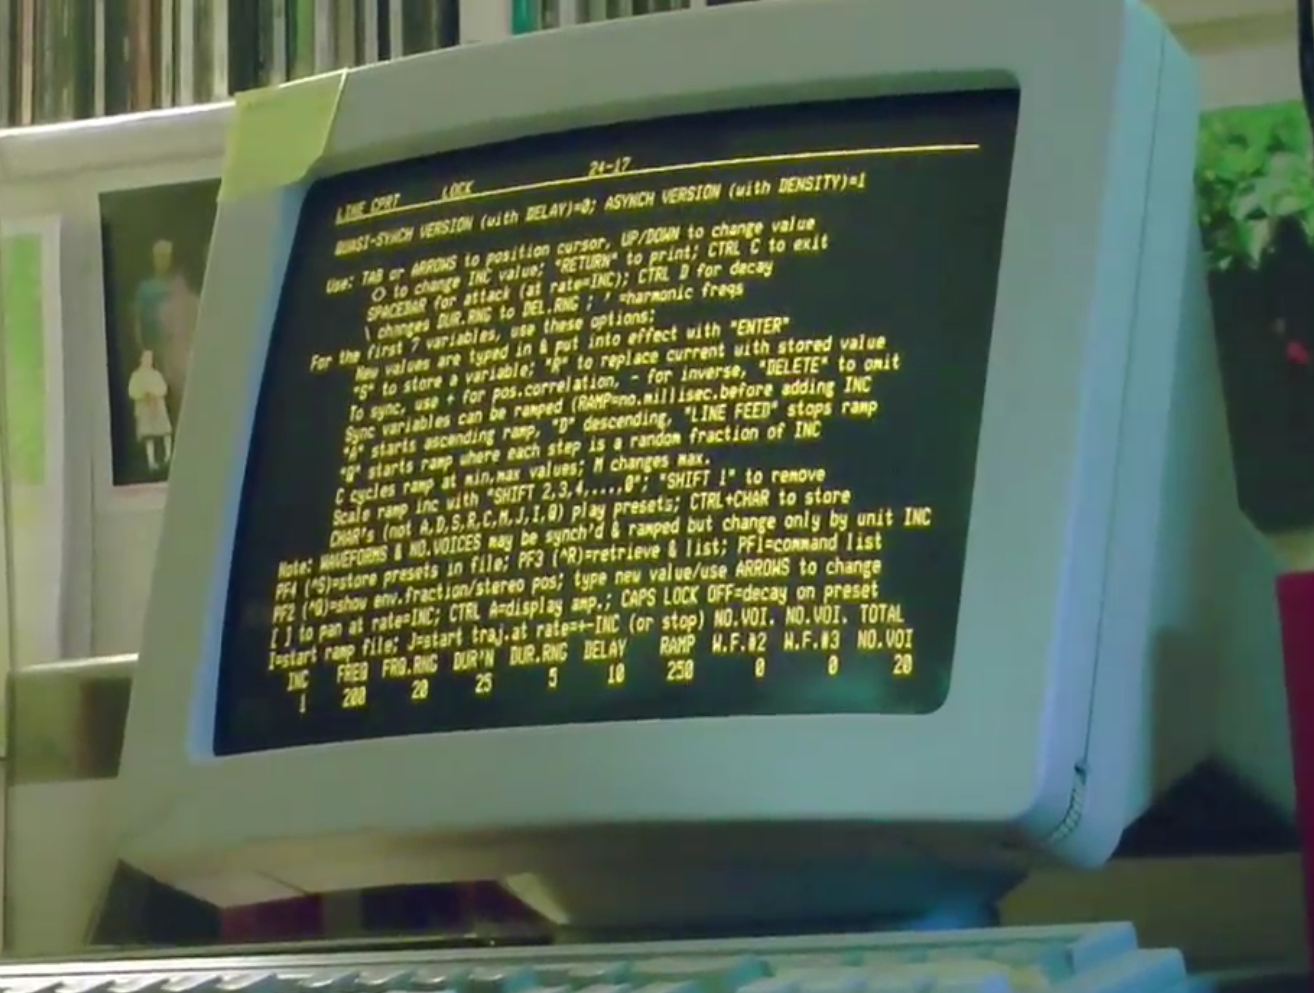 LINE CPRT LOCK 24-17
QUASI-SYNCH VERSION (with DELAY)=0; ASYNCH VERSION (with DENSITY)=1
Use: TAB or ARROWS to position cursor, UP/DOWN to change value
O to change INC value; "RETURN" to print; CTRL C to exit
SPACEBAR for attack (at rate=INC); CTRL D for decay
\ changes DUR.RNG to DEL.RNG ; ' =harmonic freqs
For the first 7 variables, use these options:
New values are typed in & put into effect with "ENTER"
"S" to store a variable; "R" to replace current with stored value
To sync, use + for pos.correlation, - for inverse, "DELETE" to omit
Sync variables can be ramped (RAMP=no.millisec.before adding INC
"A" starts ascending ramp, "D" descending, "LINE FEED" stops ramp
starts ramp where each step is a random fraction of INC
C cycles ramp at min,max values; M changes max.
Scale ramp inc with "SHIFT 2,3,4,...,0"; "SHIFT 1" to remove
CHAR's (not A,D,S,R,C,M,J,I,0) play presets; CTRL+CHAR to store
Note: WAVEFORMS & NO.VOICES may be synch'd & ramped but change only by unit INC
PF4 (^S)=store presets in file; PF3 (^R)=retrieve & list; PF1=command list
PF2 show env.fraction/stereo pos; type new value/use ARROWS to change
[ ] to pan at rate=INC; CTRL A=display amp.; CAPS LOCK OFF=decay on preset
I=start ramp file; J=start traj.at rate=+-INC (or stop) NO.VOI. NO.VOI. TOTAL
INC FREQ FRQ.RNG DUR'N DUR.RNG DELAY RAMP W.F.#2 W.F.#3 NO.VOI
1 200 20 25 5 10 250 0 0 20